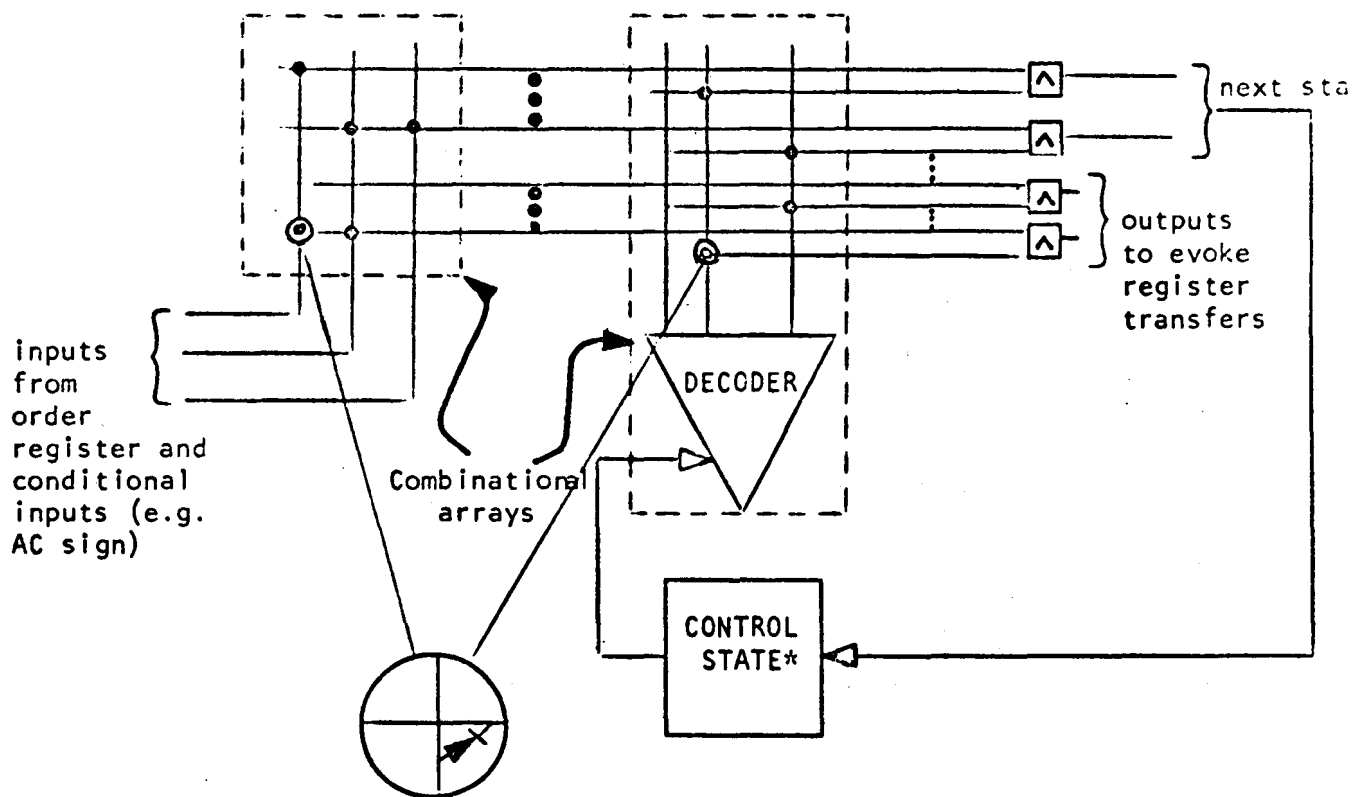 next sta
outputs
to evoke
register
transfers
inputs
from
order
register and
conditional
inputs (e.g.
AC sign)
DECODER
Combinational
arrays
CONTROL
STATE*
^
^
^
^